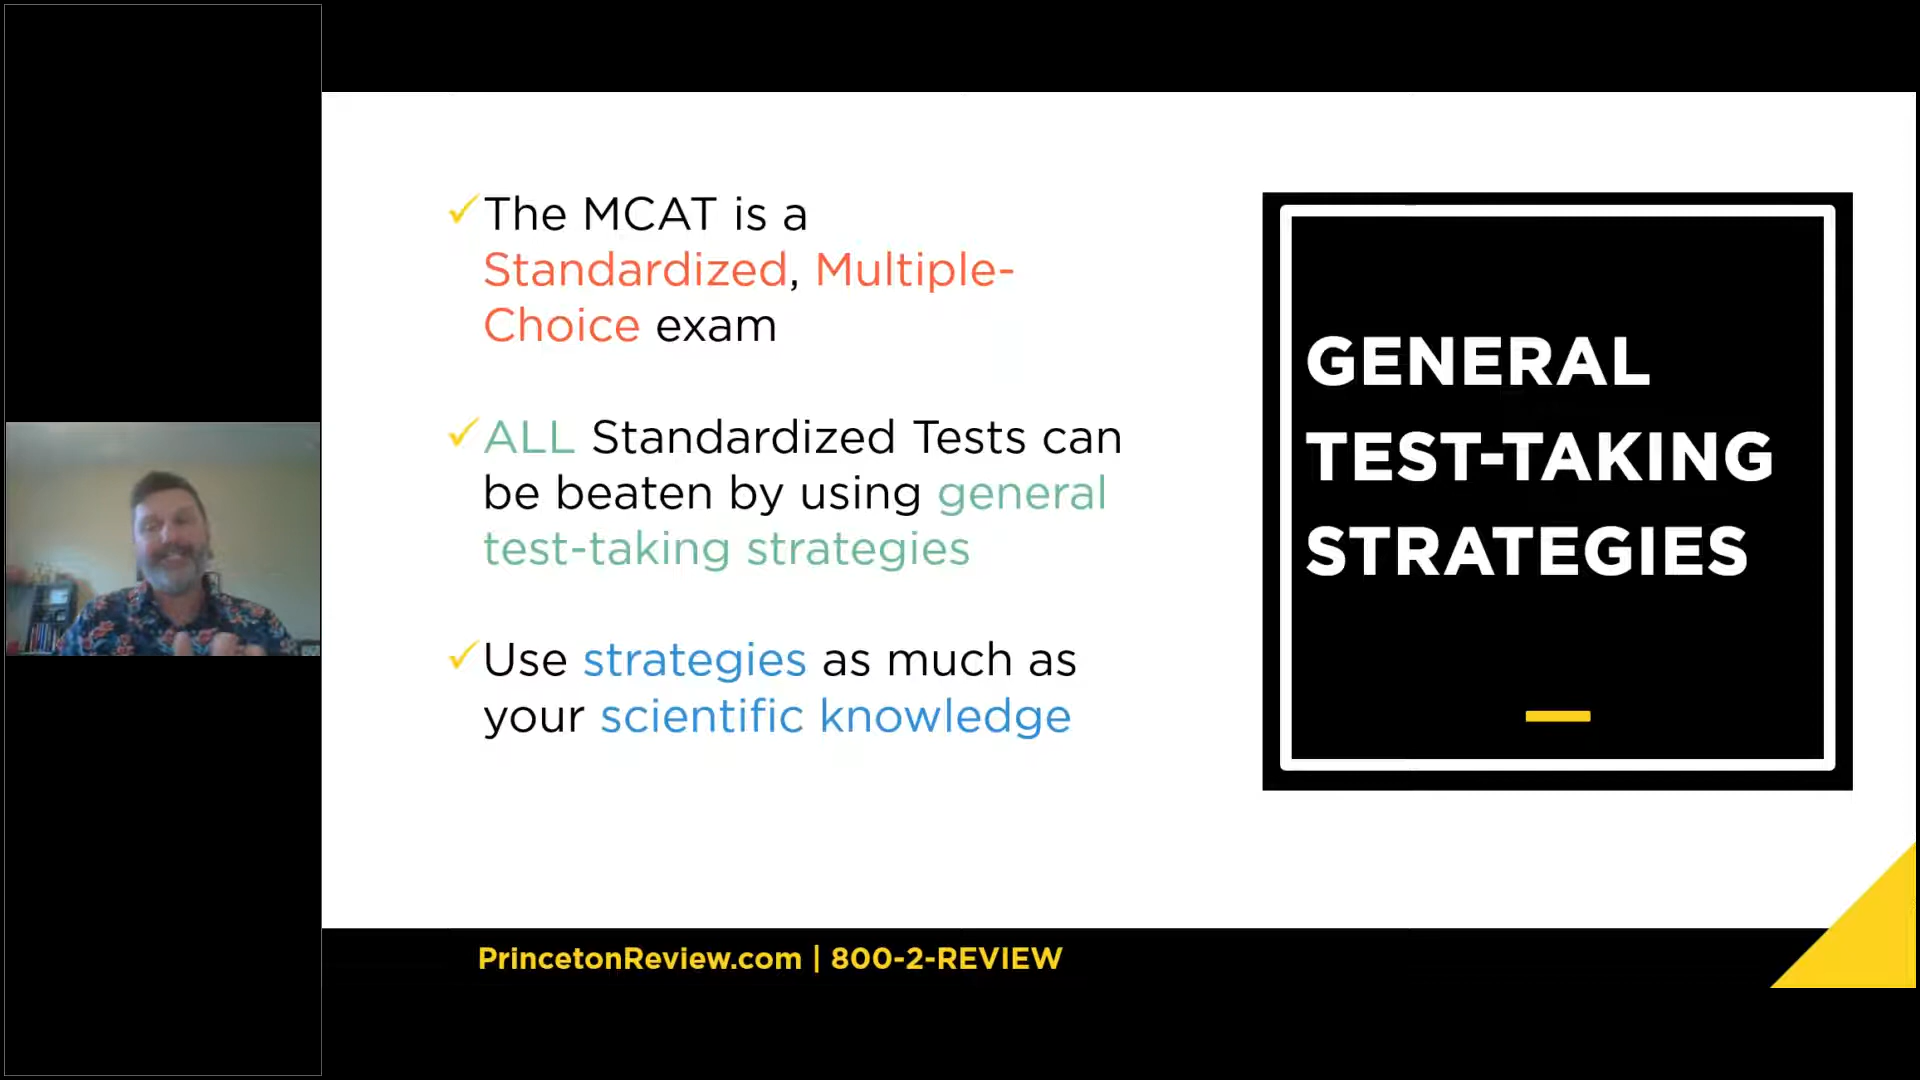 The MCAT is a
Standardized, Multiple-
Choice exam
ALL Standardized Tests can
be beaten by using general
test-taking strategies
Use strategies as much as
your scientific knowledge
GENERAL
TEST-TAKING
STRATEGIES
PrincetonReview.com | 800-2-REVIEW